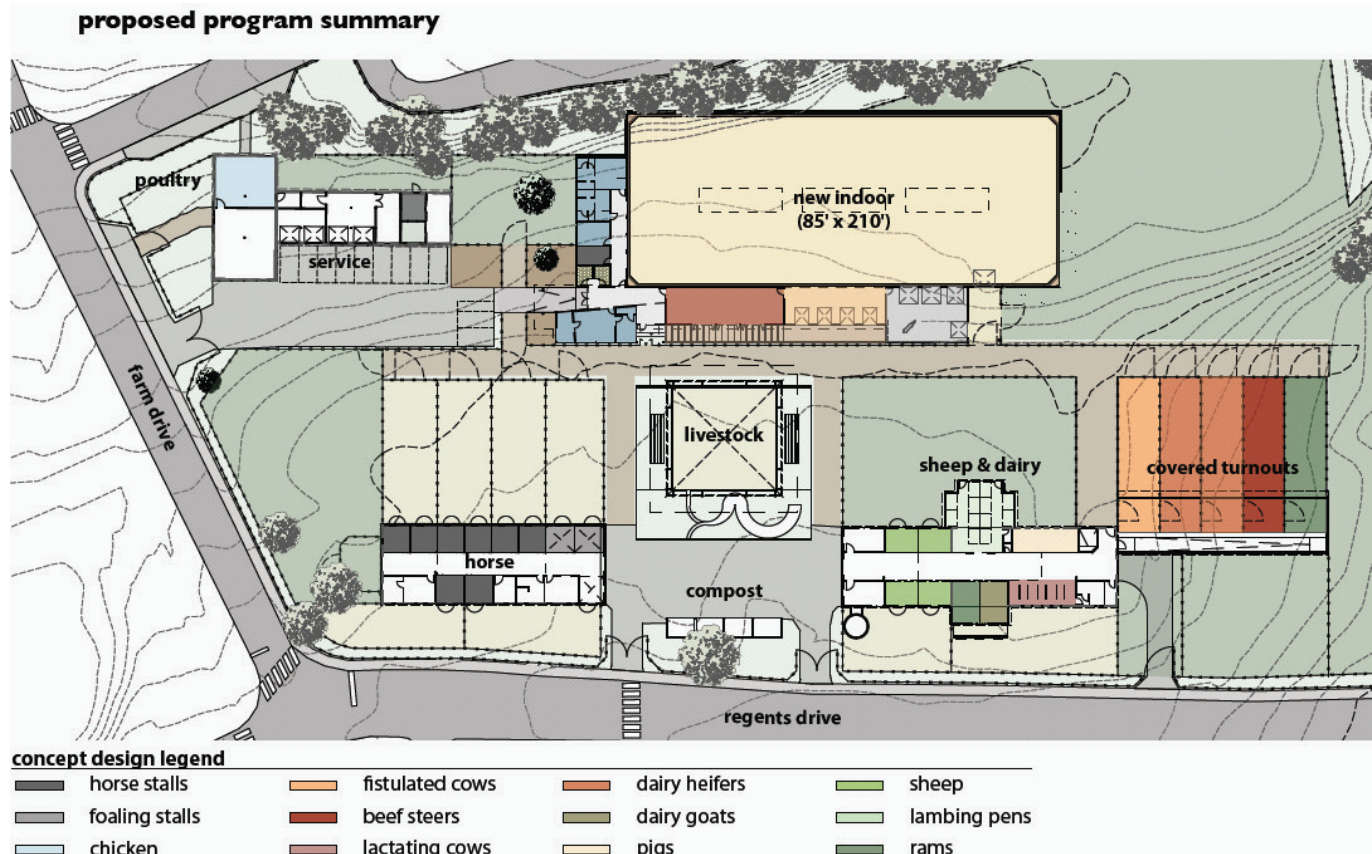 proposed program summary
poultry
service
new indoor
(85' x 210')
farm drive
livestock
sheep & dairy
covered turnouts
horse
compost
regents drive
concept design legend
horse stalls
fistulated cows
dairy heifers
sheep
foaling stalls
beef steers
dairy goats
lambing pens
chicken
lactating cows
pigs
rams